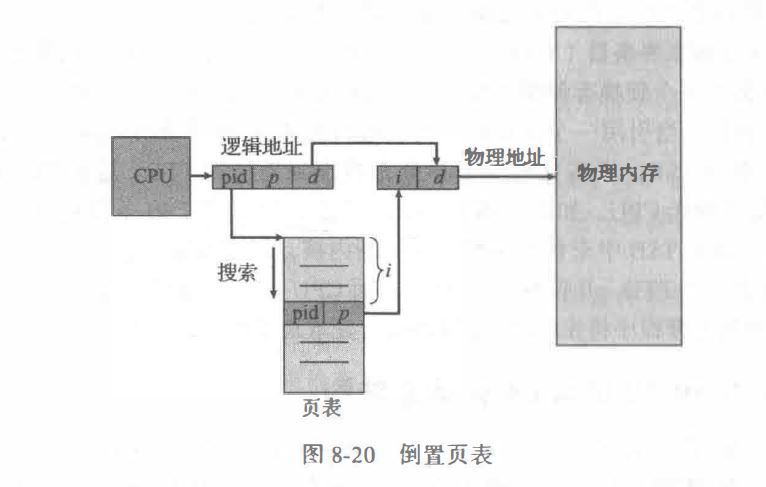 逻辑地址
CPU
pid p d
i d
物理地址
物理内存
搜索
i
pid p
页表
图 8-20 倒置页表